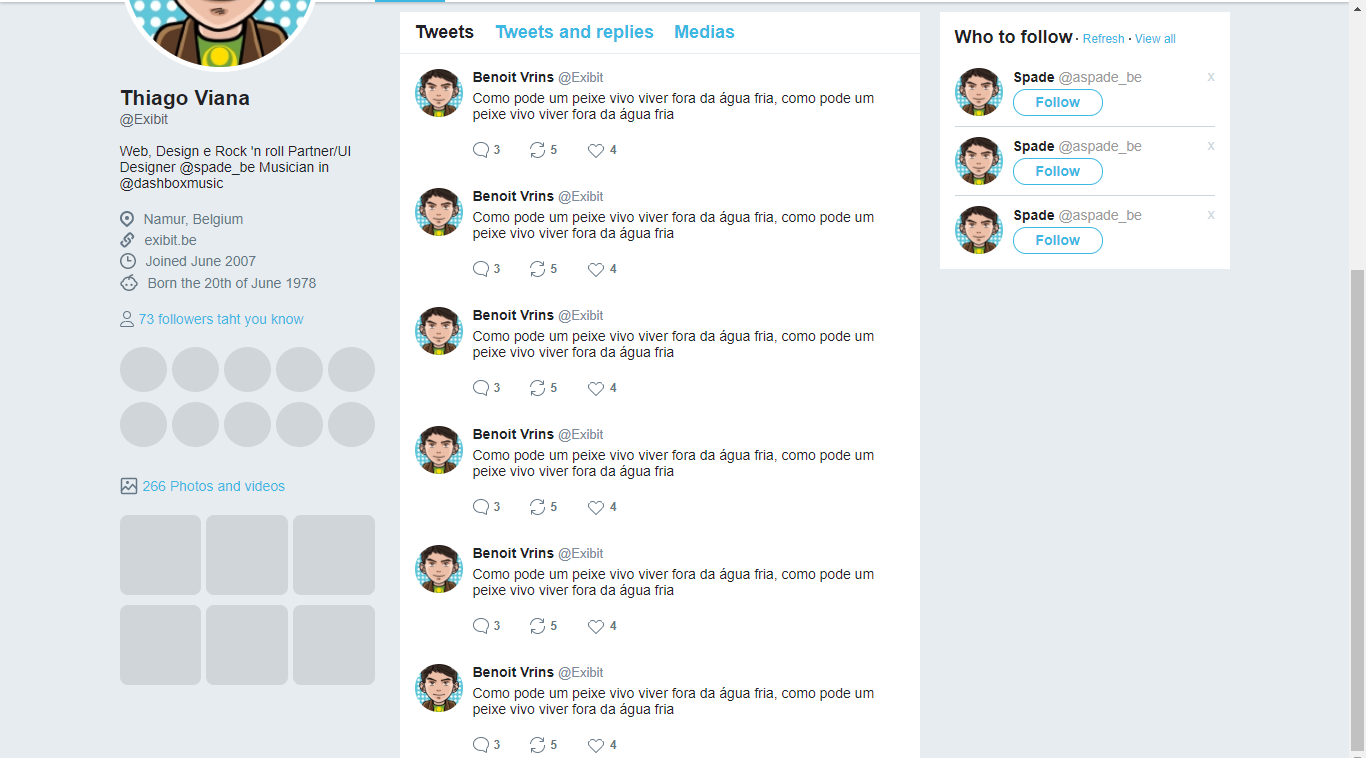 Thiago Viana
@Exibit
Web, Design e Rock 'n roll Partner/UI
Designer @spade_be Musician in
@dashboxmusic
Namur, Belgium
exibit.be
Joined June 2007
Born the 20th of June 1978
73 followers taht you know
266 Photos and videos
Tweets Tweets and replies Medias
Benoit Vrins @Exibit
Como pode um peixe vivo viver fora da água fria, como pode um
peixe vivo viver fora da água fria
3 5 4
Benoit Vrins @Exibit
Como pode um peixe vivo viver fora da água fria, como pode um
peixe vivo viver fora da água fria
3 5 4
Benoit Vrins @Exibit
Como pode um peixe vivo viver fora da água fria, como pode um
peixe vivo viver fora da água fria
3 5 4
Benoit Vrins @Exibit
Como pode um peixe vivo viver fora da água fria, como pode um
peixe vivo viver fora da água fria
3 5 4
Benoit Vrins @Exibit
Como pode um peixe vivo viver fora da água fria, como pode um
peixe vivo viver fora da água fria
3 5 4
Benoit Vrins @Exibit
Como pode um peixe vivo viver fora da água fria, como pode um
peixe vivo viver fora da água fria
3 5 4
Who to follow · Refresh · View all
Spade @aspade_be x
Follow
Spade @aspade_be x
Follow
Spade @aspade_be x
Follow